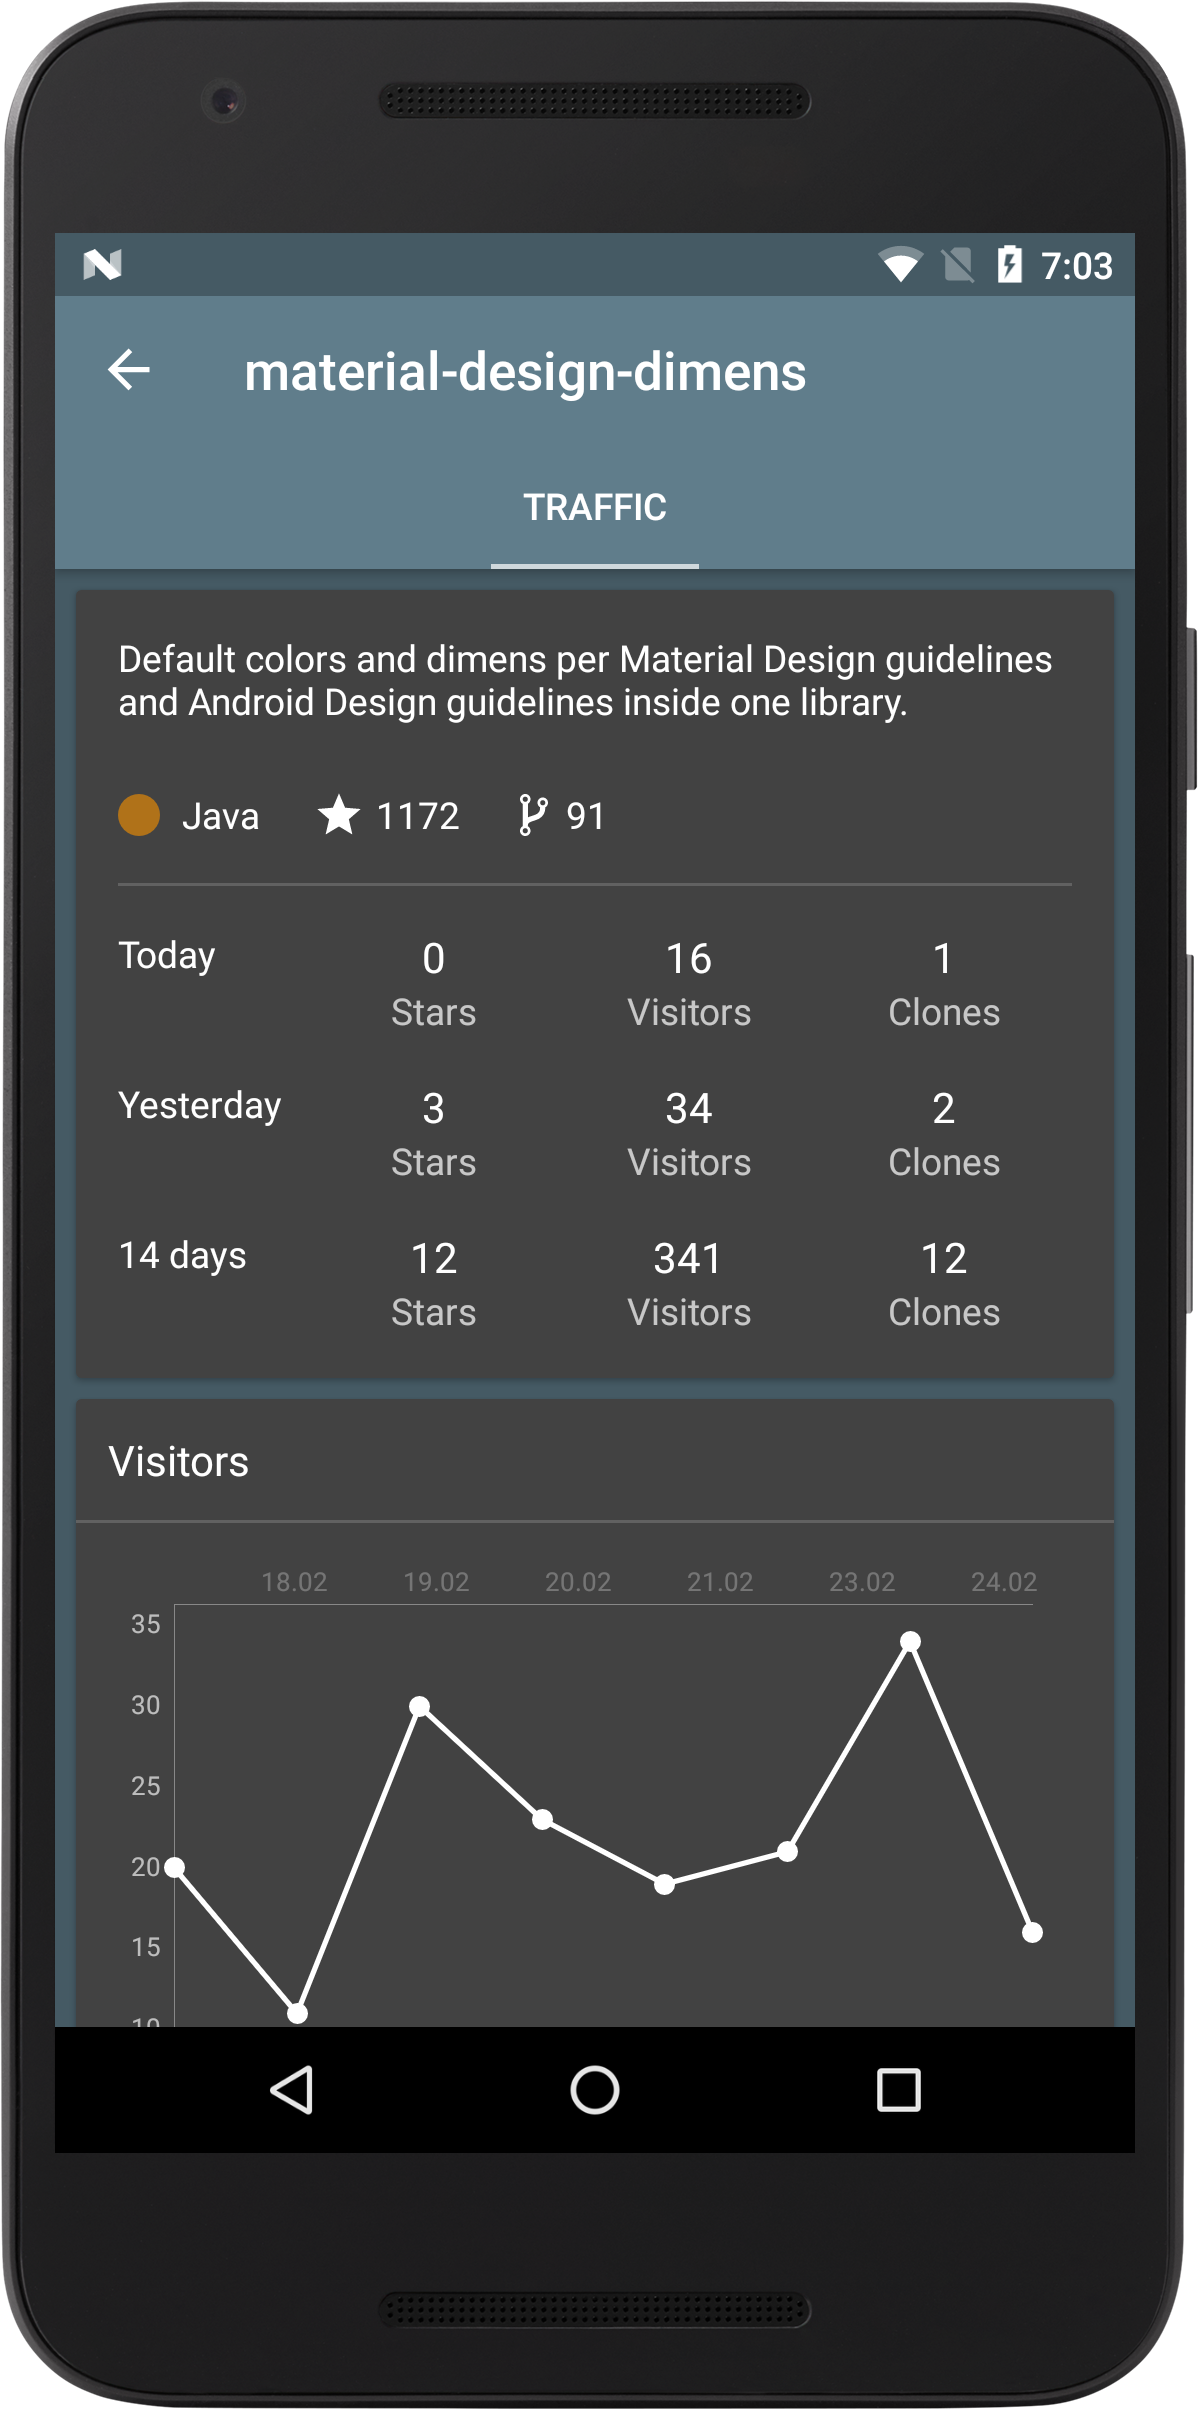 7:03
material-design-dimens
TRAFFIC
Default colors and dimens per Material Design guidelines
and Android Design guidelines inside one library.
Java 1172 91
Today 0 16 1
Stars Visitors Clones
Yesterday 3 34 2
Stars Visitors Clones
14 days 12 341 12
Stars Visitors Clones
Visitors
18.02 19.02 20.02 21.02 23.02 24.02
35
30
25
20
15
10